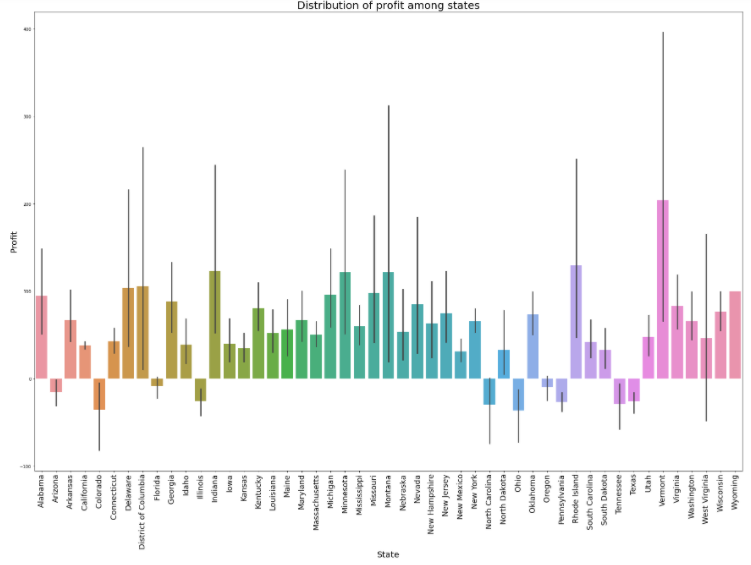 Distribution of profit among states
Profit
400
300
200
100
0
−100
Alabama
Arizona
Arkansas
California
Colorado
Connecticut
Delaware
District of Columbia
Florida
Georgia
Idaho
Illinois
Indiana
Iowa
Kansas
Kentucky
Louisiana
Maine
Maryland
Massachusetts
Michigan
Minnesota
Mississippi
Missouri
Montana
Nebraska
Nevada
New Hampshire
New Jersey
New Mexico
New York
North Carolina
North Dakota
Ohio
Oklahoma
Oregon
Pennsylvania
Rhode Island
South Carolina
South Dakota
Tennessee
Texas
Utah
Vermont
Virginia
Washington
West Virginia
Wisconsin
Wyoming
State